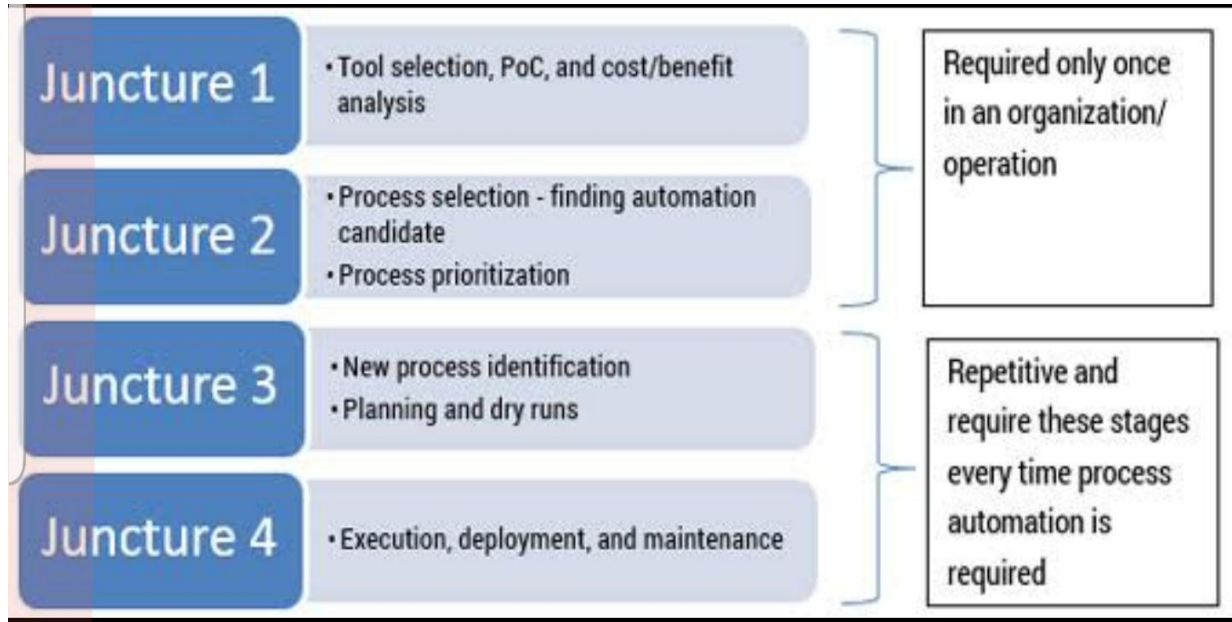 Juncture 1
• Tool selection, PoC, and cost/benefit
analysis
Required only once
in an organization/
operation
Juncture 2
• Process selection - finding automation
candidate
• Process prioritization
Juncture 3
• New process identification
• Planning and dry runs
Repetitive and
require these stages
every time process
automation is
required
Juncture 4
• Execution, deployment, and maintenance